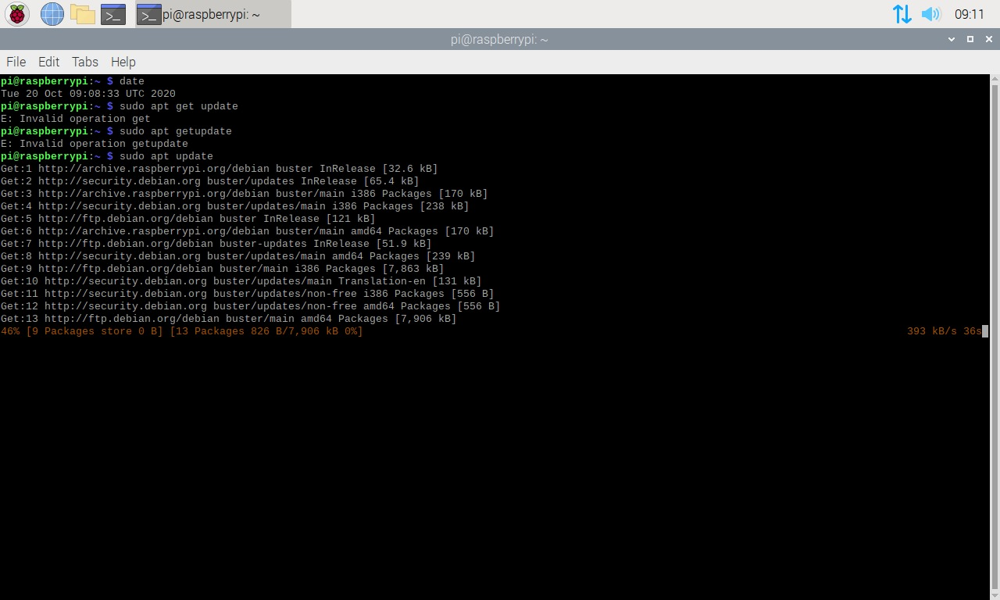 pi@raspberrypi: ~ 09:11
pi@raspberrypi: ~
File Edit Tabs Help
pi@raspberrypi:~ $ date
Tue 20 Oct 09:08:33 UTC 2020
pi@raspberrypi:~ $ sudo apt get update
E: Invalid operation get
pi@raspberrypi:~ $ sudo apt getupdate
E: Invalid operation getupdate
pi@raspberrypi:~ $ sudo apt update
Get:1 http://archive.raspberrypi.org/debian buster InRelease [32.6 kB]
Get:2 http://security.debian.org buster/updates InRelease [65.4 kB]
Get:3 http://archive.raspberrypi.org/debian buster/main i386 Packages [170 kB]
Get:4 http://security.debian.org buster/updates/main i386 Packages [238 kB]
Get:5 http://ftp.debian.org/debian buster InRelease [121 kB]
Get:6 http://archive.raspberrypi.org/debian buster/main amd64 Packages [170 kB]
Get:7 http://ftp.debian.org/debian buster-updates InRelease [51.9 kB]
Get:8 http://security.debian.org buster/updates/main amd64 Packages [239 kB]
Get:9 http://ftp.debian.org/debian buster/main i386 Packages [7,863 kB]
Get:10 http://security.debian.org buster/updates/main Translation-en [131 kB]
Get:11 http://security.debian.org buster/updates/non-free i386 Packages [556 B]
Get:12 http://security.debian.org buster/updates/non-free amd64 Packages [556 B]
Get:13 http://ftp.debian.org/debian buster/main amd64 Packages [7,906 kB]
46% [9 Packages store 0 B] [13 Packages 826 B/7,906 kB 0%] 393 kB/s 36s